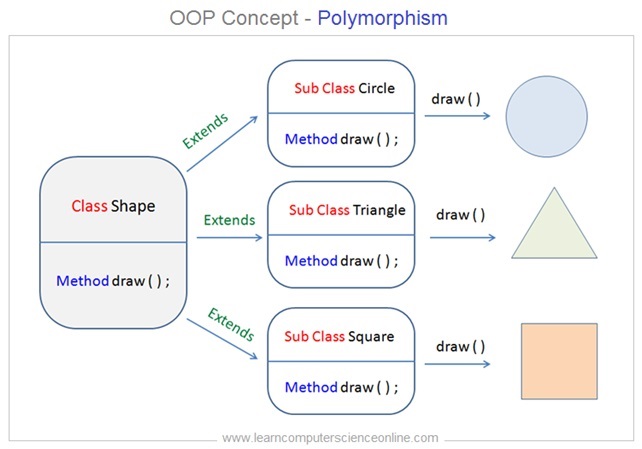 OOP Concept - Polymorphism
Class Shape
Method draw ( ) ;
Extends
Sub Class Circle
Method draw ( ) ;
draw ( )
Extends
Sub Class Triangle
Method draw ( ) ;
draw ( )
Extends
Sub Class Square
Method draw ( ) ;
draw ( )
www.learncomputerscienceonline.com